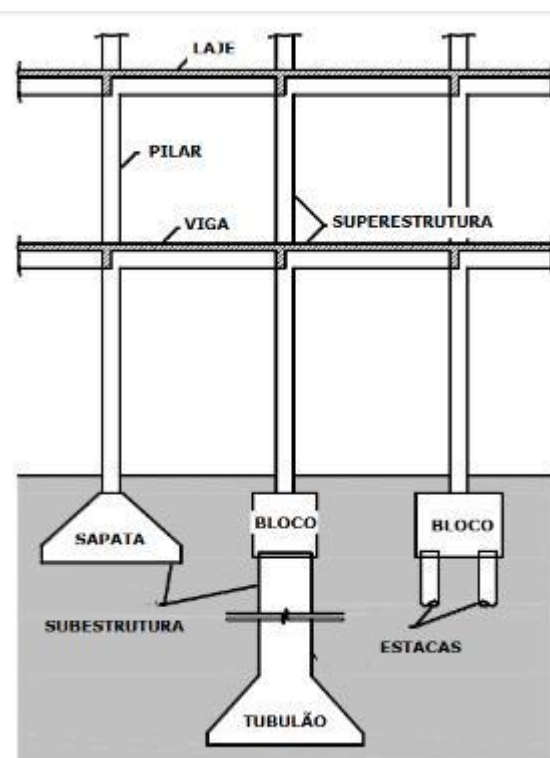 LAJE
PILAR
VIGA
SUPERESTRUTURA
SAPATA
BLOCO
BLOCO
SUBESTRUTURA
ESTACAS
TUBULÃO